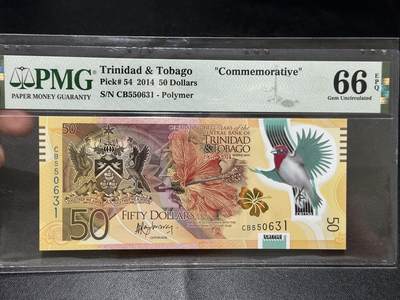 PMG
PAPER MONEY GUARANTY
Trinidad & Tobago
Pick# 54 2014 50 Dollars
S/N CB550631 - Polymer
"Commemorative"
66 EPQ
Gem Uncirculated
50
CENTRAL BANK OF
TRINIDAD
& TOBAGO
CB550631
50
FIFTY DOLLARS
CB550631
50